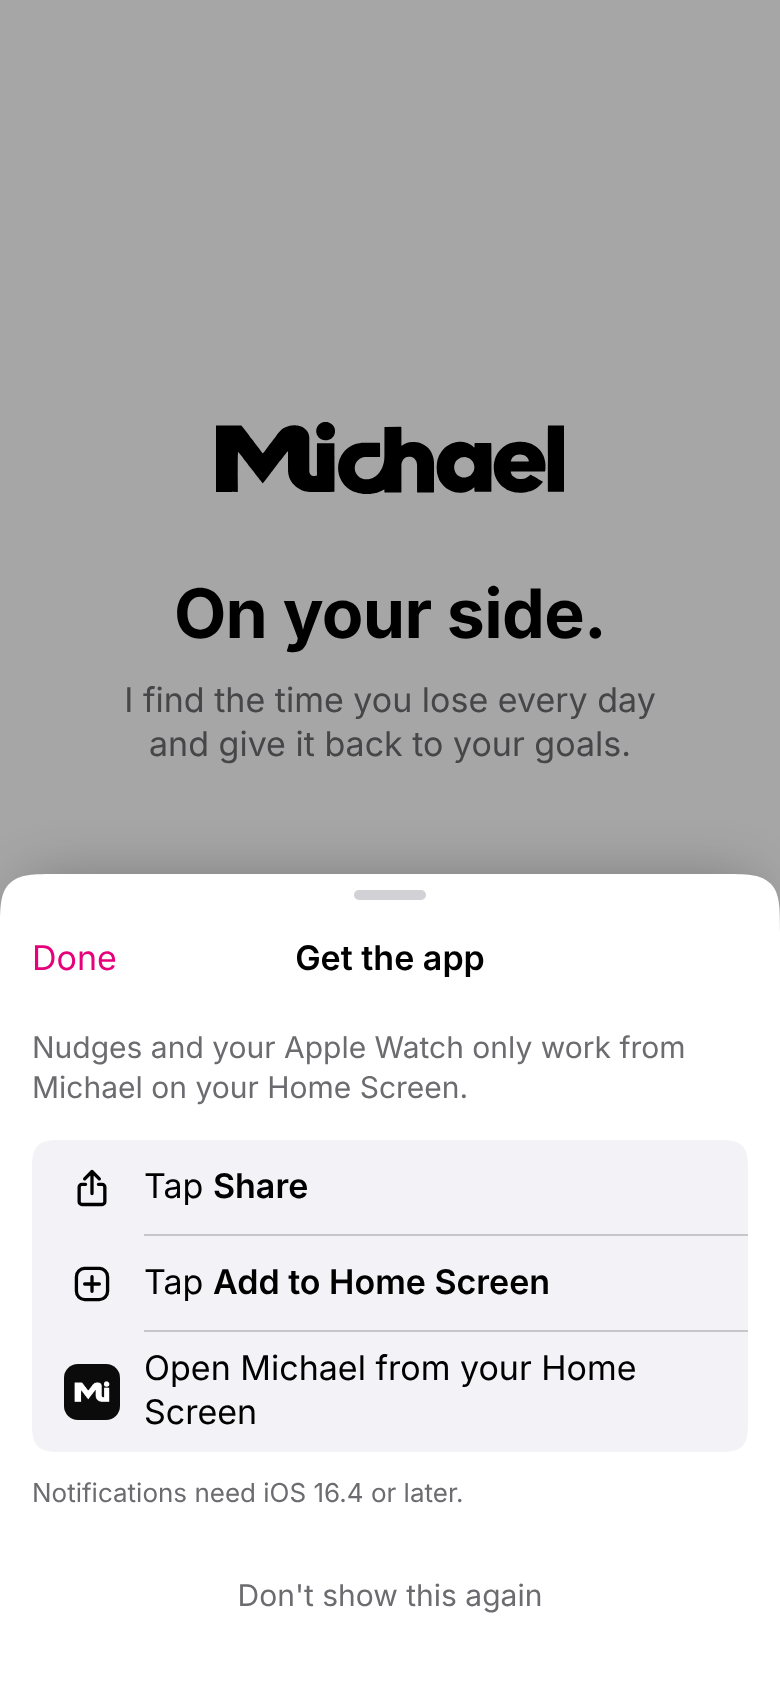 Michael
On your side.
I find the time you lose every day
and give it back to your goals.
Done
Get the app
Nudges and your Apple Watch only work from
Michael on your Home Screen.
Tap Share
Tap Add to Home Screen
Mi
Open Michael from your Home
Screen
Notifications need iOS 16.4 or later.
Don't show this again